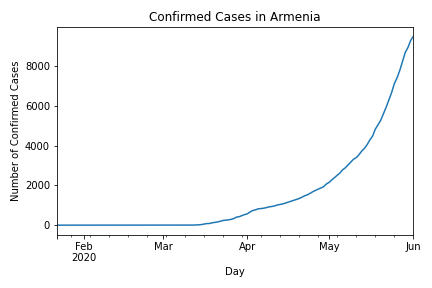 Confirmed Cases in Armenia
Number of Confirmed Cases
8000
6000
4000
2000
0
Feb Mar Apr May Jun
2020
Day